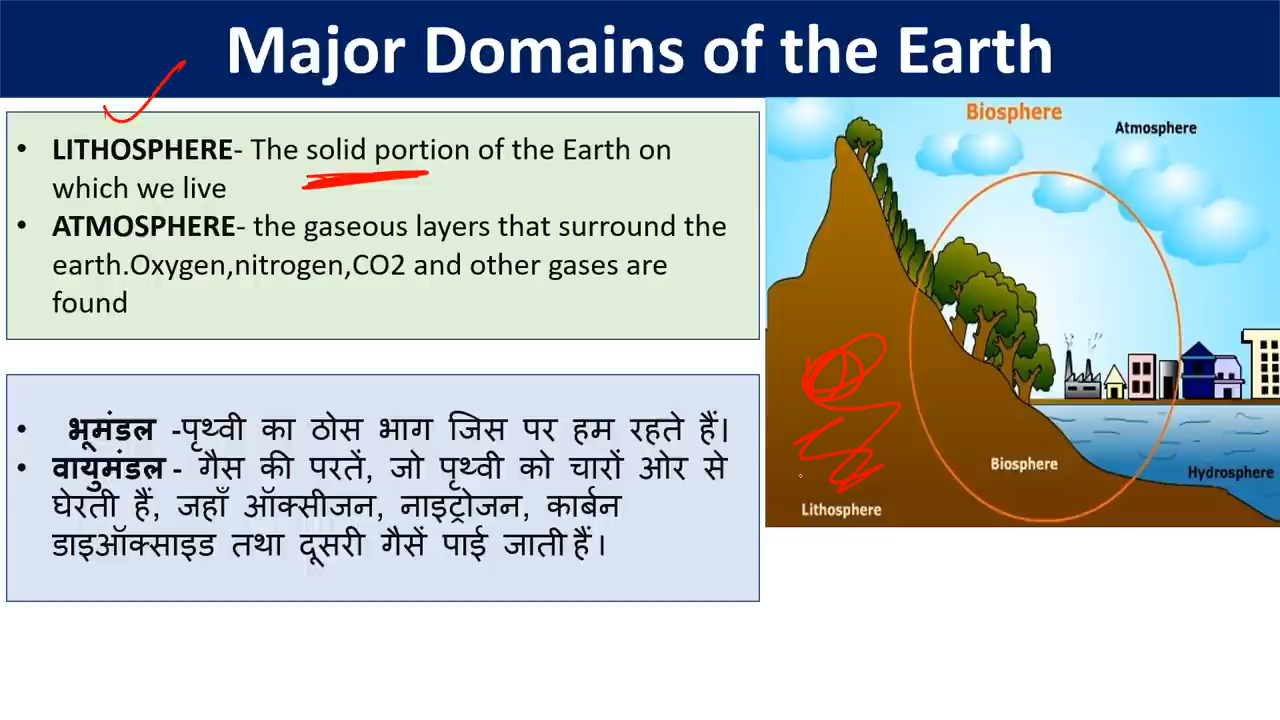 Major Domains of the Earth
• LITHOSPHERE- The solid portion of the Earth on
which we live
• ATMOSPHERE- the gaseous layers that surround the
earth.Oxygen,nitrogen,CO2 and other gases are
found
• भूमंडल -पृथ्वी का ठोस भाग जिस पर हम रहते हैं।
• वायुमंडल - गैस की परतें, जो पृथ्वी को चारों ओर से
घेरती हैं, जहाँ ऑक्सीजन, नाइट्रोजन, कार्बन
डाइऑक्साइड तथा दूसरी गैसें पाई जाती हैं।
Biosphere
Atmosphere
Biosphere
Hydrosphere
Lithosphere